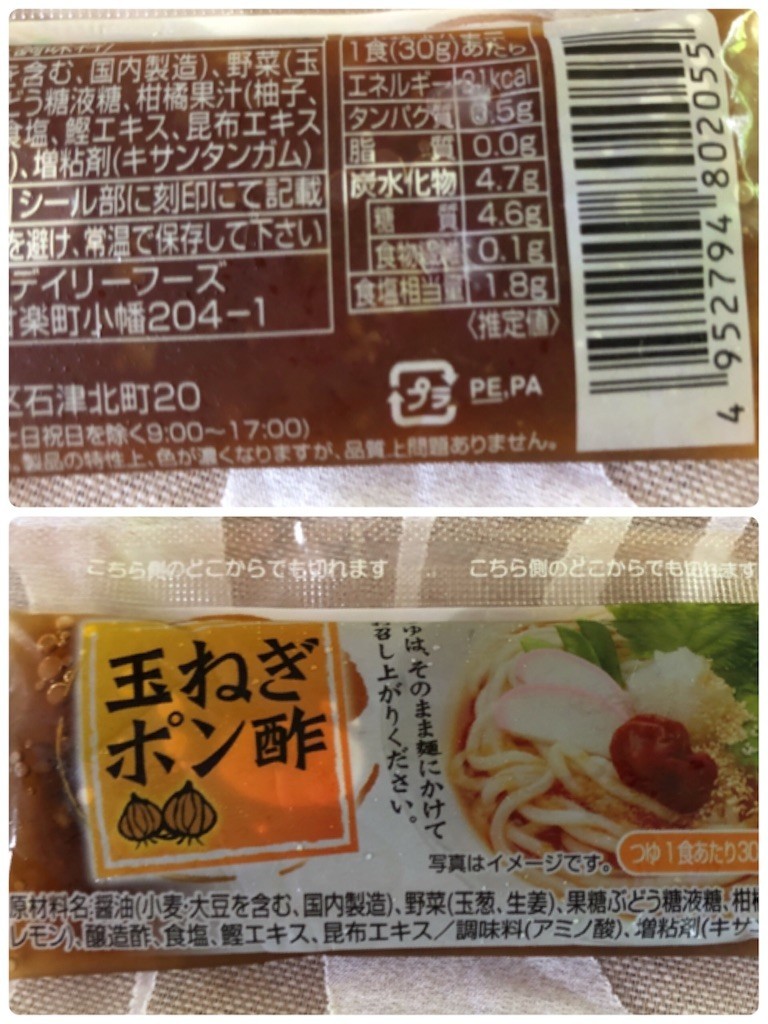 を含む、国内製造)、野菜(玉
どう糖液糖、柑橘果汁(柚子、
食塩、鰹エキス、昆布エキス
)、増粘剤(キサンタンガム)
シール部に刻印にて記載
を避け、常温で保存して下さい
デイリーフーズ
楽町小幡204-1
区石津北町20
土日祝日を除く9:00～17:00)
製品の特性上、色が濃くなりますが、品質上問題ありません。
1食(30g)あたり
エネルギー 31kcal
タンパク質 0.5g
脂質 0.0g
炭水化物 4.7g
糖質 4.6g
食物繊維 0.1g
食塩相当量 1.8g
〈推定値〉
プラ PE,PA
4 952794 802055
こちら側のどこからでも切れます
こちら側のどこからでも切れます
玉ねぎ
ポン酢
は、そのまま麺にかけて
召し上がりください。
写真はイメージです。
つゆ1食あたり30
原材料名:醤油(小麦・大豆を含む、国内製造)、野菜(玉葱、生姜)、果糖ぶどう糖液糖、柑橘
レモン)、醸造酢、食塩、鰹エキス、昆布エキス／調味料(アミノ酸)、増粘剤(キサ